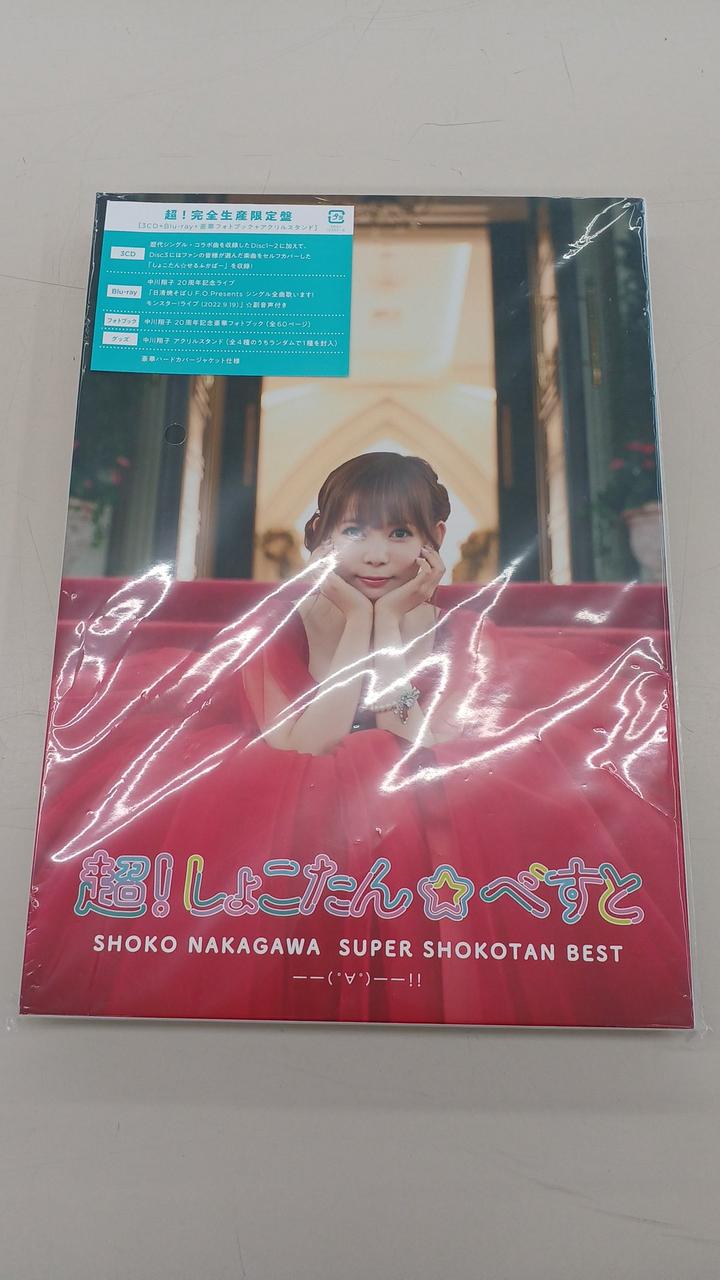 超！完全生産限定盤
[3CD+Blu-ray+豪華フォトブック+アクリルスタンド]
3CD
歴代シングル・コラボ曲を収録したDisc1~2に加えて、
Disc3にはファンの皆様が選んだ楽曲をセルフカバーした
「しょこたん☆せるふかばー」を収録!
Blu-ray
中川翔子 20周年記念ライブ
「日清焼そばU.F.O.Presents シングル全曲歌います!
モンスター!ライブ (2022.9.19)」☆副音声付き
フォトブック
中川翔子 20周年記念豪華フォトブック (全60ページ)
グッズ
中川翔子 アクリルスタンド (全4種のうちランダムで1種を封入)
豪華ハードカバージャケット仕様
超!しょこたん☆べすと
SHOKO NAKAGAWA SUPER SHOKOTAN BEST
ーー(°∀°)ーー!!